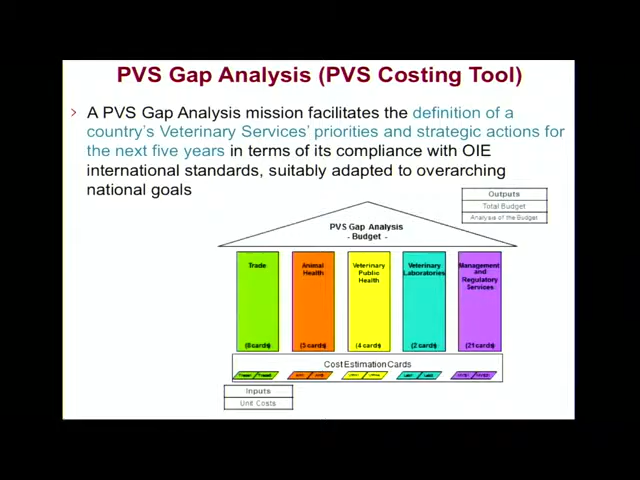 PVS Gap Analysis (PVS Costing Tool)
A PVS Gap Analysis mission facilitates the definition of a
country's Veterinary Services' priorities and strategic actions for
the next five years in terms of its compliance with OIE
international standards, suitably adapted to overarching
national goals
Outputs
Total Budget
Analysis of the Budget
PVS Gap Analysis
- Budget -
Trade
Animal
Health
Veterinary
Public
Health
Veterinary
Laboratories
Management
and
Regulatory
Services
(4 cards)
(2 cards)
(21 cards)
Cost Estimation Cards
Inputs
Unit Costs